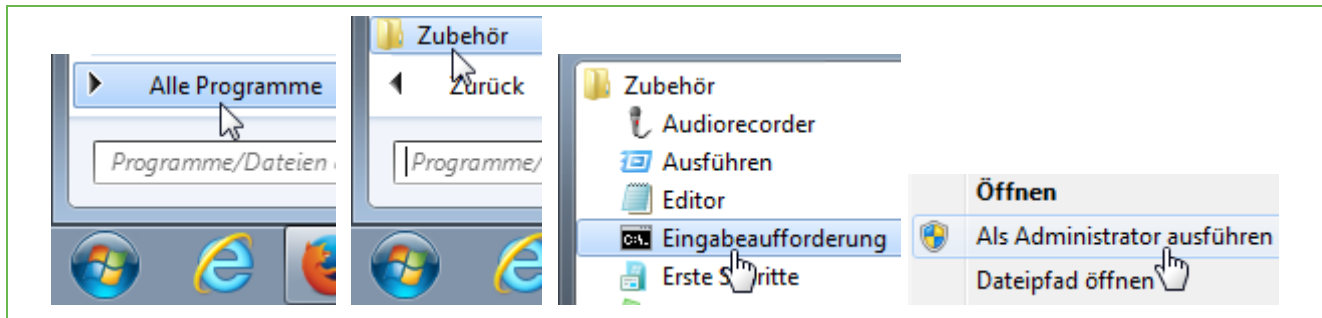 Alle Programme
Programme/Dateien
Zubehör
Zurück
Programme/
Zubehör
Audiorecorder
Ausführen
Editor
Eingabeaufforderung
Erste Schritte
Öffnen
Als Administrator ausführen
Dateipfad öffnen